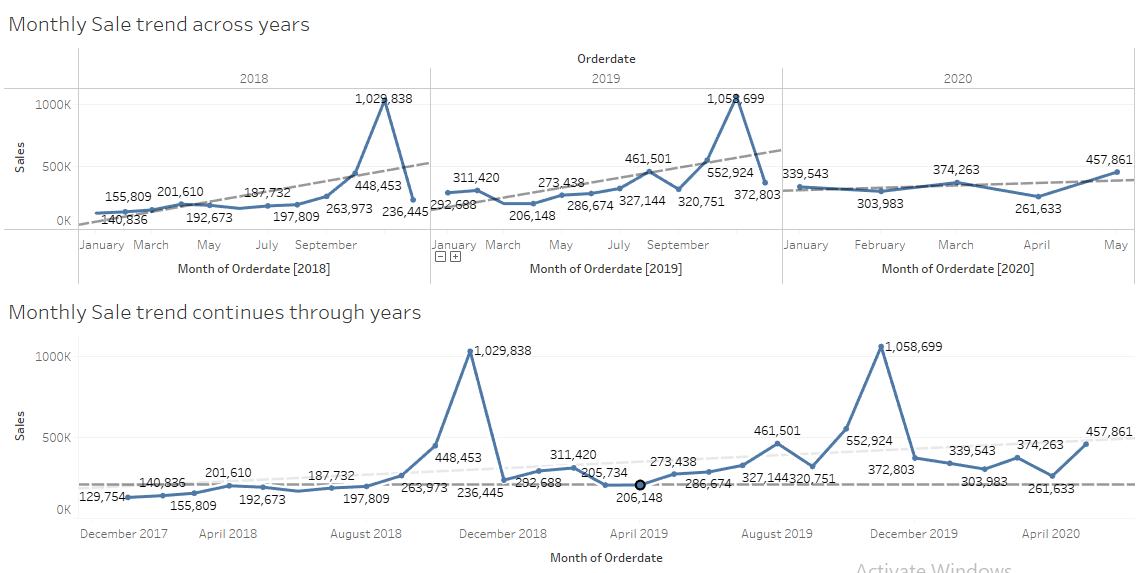 Monthly Sale trend across years
Orderdate
2018 2019 2020
1000K
500K
0K
Sales
140,836 155,809 201,610 192,673 187,732 197,809 263,973 448,453 1,029,838 236,445
292,688 311,420 206,148 273,438 286,674 327,144 461,501 320,751 552,924 1,058,699 372,803
339,543 303,983 374,263 261,633 457,861
January March May July September January March May July September January February March April May
Month of Orderdate [2018] Month of Orderdate [2019] Month of Orderdate [2020]
Monthly Sale trend continues through years
1000K
500K
0K
Sales
129,754 140,836 155,809 201,610 192,673 187,732 197,809 263,973 448,453 1,029,838 236,445 292,688 311,420 205,734 206,148 273,438 286,674 327,144 461,501 320,751 552,924 1,058,699 372,803 339,543 303,983 374,263 261,633 457,861
December 2017 April 2018 August 2018 December 2018 April 2019 August 2019 December 2019 April 2020
Month of Orderdate
Activate Windows